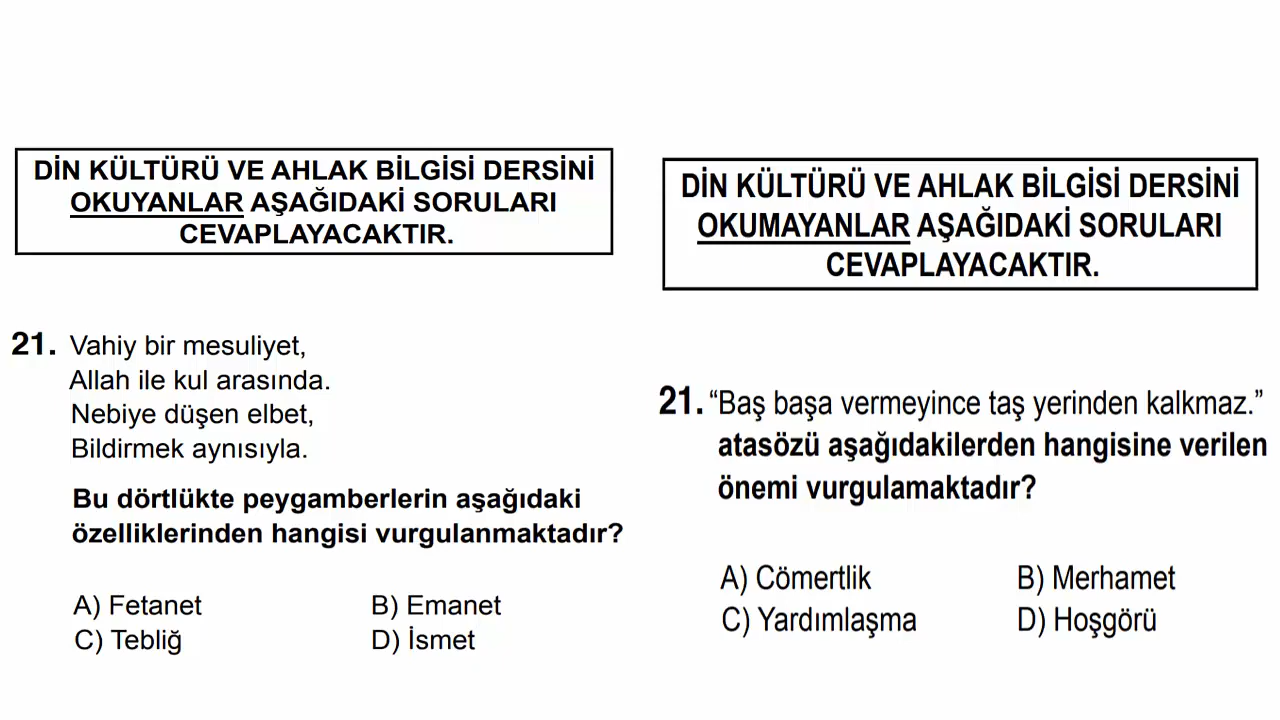 DİN KÜLTÜRÜ VE AHLAK BİLGİSİ DERSİNİ
OKUYANLAR AŞAĞIDAKİ SORULARI
CEVAPLAYACAKTIR.
21. Vahiy bir mesuliyet,
Allah ile kul arasında.
Nebiye düşen elbet,
Bildirmek aynısıyla.
Bu dörtlükte peygamberlerin aşağıdaki
özelliklerinden hangisi vurgulanmaktadır?
A) Fetanet B) Emanet
C) Tebliğ D) İsmet
DİN KÜLTÜRÜ VE AHLAK BİLGİSİ DERSİNİ
OKUMAYANLAR AŞAĞIDAKİ SORULARI
CEVAPLAYACAKTIR.
21. “Baş başa vermeyince taş yerinden kalkmaz.”
atasözü aşağıdakilerden hangisine verilen
önemi vurgulamaktadır?
A) Cömertlik B) Merhamet
C) Yardımlaşma D) Hoşgörü